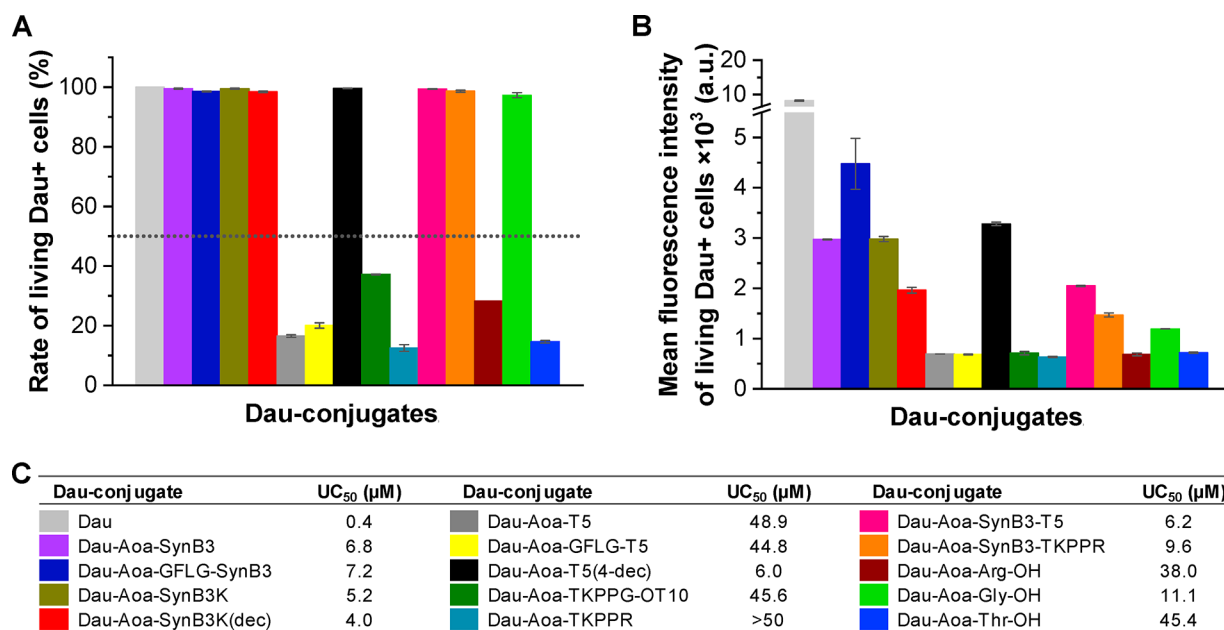 A
Rate of living Dau+ cells (%)
100
80
60
40
20
0
Dau-conjugates
B
Mean fluorescence intensity
of living Dau+ cells ×10³ (a.u.)
20
10
5
4
3
2
1
0
Dau-conjugates
C
Dau-conjugate UC₅₀ (µM) Dau-conjugate UC₅₀ (µM) Dau-conjugate UC₅₀ (µM)
Dau 0.4 Dau-Aoa-T5 48.9 Dau-Aoa-SynB3-T5 6.2
Dau-Aoa-SynB3 6.8 Dau-Aoa-GFLG-T5 44.8 Dau-Aoa-SynB3-TKPPR 9.6
Dau-Aoa-GFLG-SynB3 7.2 Dau-Aoa-T5(4-dec) 6.0 Dau-Aoa-Arg-OH 38.0
Dau-Aoa-SynB3K 5.2 Dau-Aoa-TKPPG-OT10 45.6 Dau-Aoa-Gly-OH 11.1
Dau-Aoa-SynB3K(dec) 4.0 Dau-Aoa-TKPPR >50 Dau-Aoa-Thr-OH 45.4